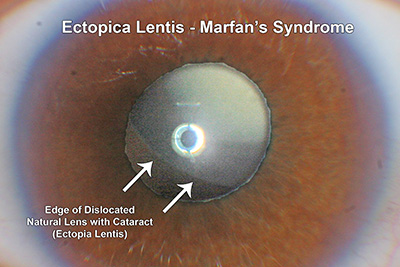 Ectopica Lentis - Marfan's Syndrome
Edge of Dislocated
Natural Lens with Cataract
(Ectopia Lentis)